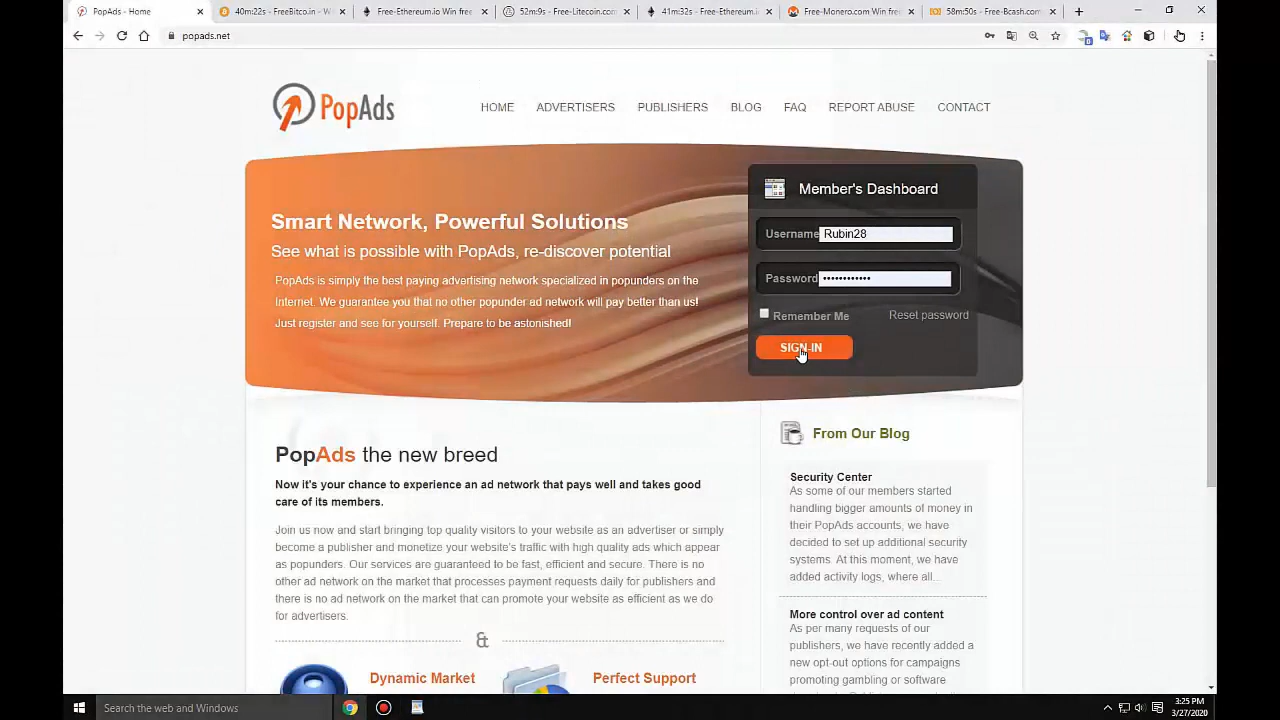 PopAds - Home
40m:22s - FreeBitco.in - W
Free-Ethereum.io Win free
52m:9s - Free-Litecoin.com
41m:32s - Free-Ethereum.io
Free-Monero.com Win free
58m:50s - Free-Bcash.com
popads.net
PopAds
HOME
ADVERTISERS
PUBLISHERS
BLOG
FAQ
REPORT ABUSE
CONTACT
Smart Network, Powerful Solutions
See what is possible with PopAds, re-discover potential
PopAds is simply the best paying advertising network specialized in popunders on the
Internet. We guarantee you that no other popunder ad network will pay better than us!
Just register and see for yourself. Prepare to be astonished!
Member's Dashboard
Username Rubin28
Password ••••••••••••
Remember Me
Reset password
SIGN-IN
PopAds the new breed
Now it's your chance to experience an ad network that pays well and takes good
care of its members.
Join us now and start bringing top quality visitors to your website as an advertiser or simply
become a publisher and monetize your website's traffic with high quality ads which appear
as popunders. Our services are guaranteed to be fast, efficient and secure. There is no
other ad network on the market that processes payment requests daily for publishers and
there is no ad network on the market that can promote your website as efficient as we do
for advertisers.
&
Dynamic Market
Perfect Support
From Our Blog
Security Center
As some of our members started
handling bigger amounts of money in
their PopAds accounts, we have
decided to set up additional security
systems. At this moment, we have
added activity logs, where all...
More control over ad content
As per many requests of our
publishers, we have recently added a
new opt-out options for campaigns
promoting gambling or software
Search the web and Windows
3:25 PM
3/27/2020